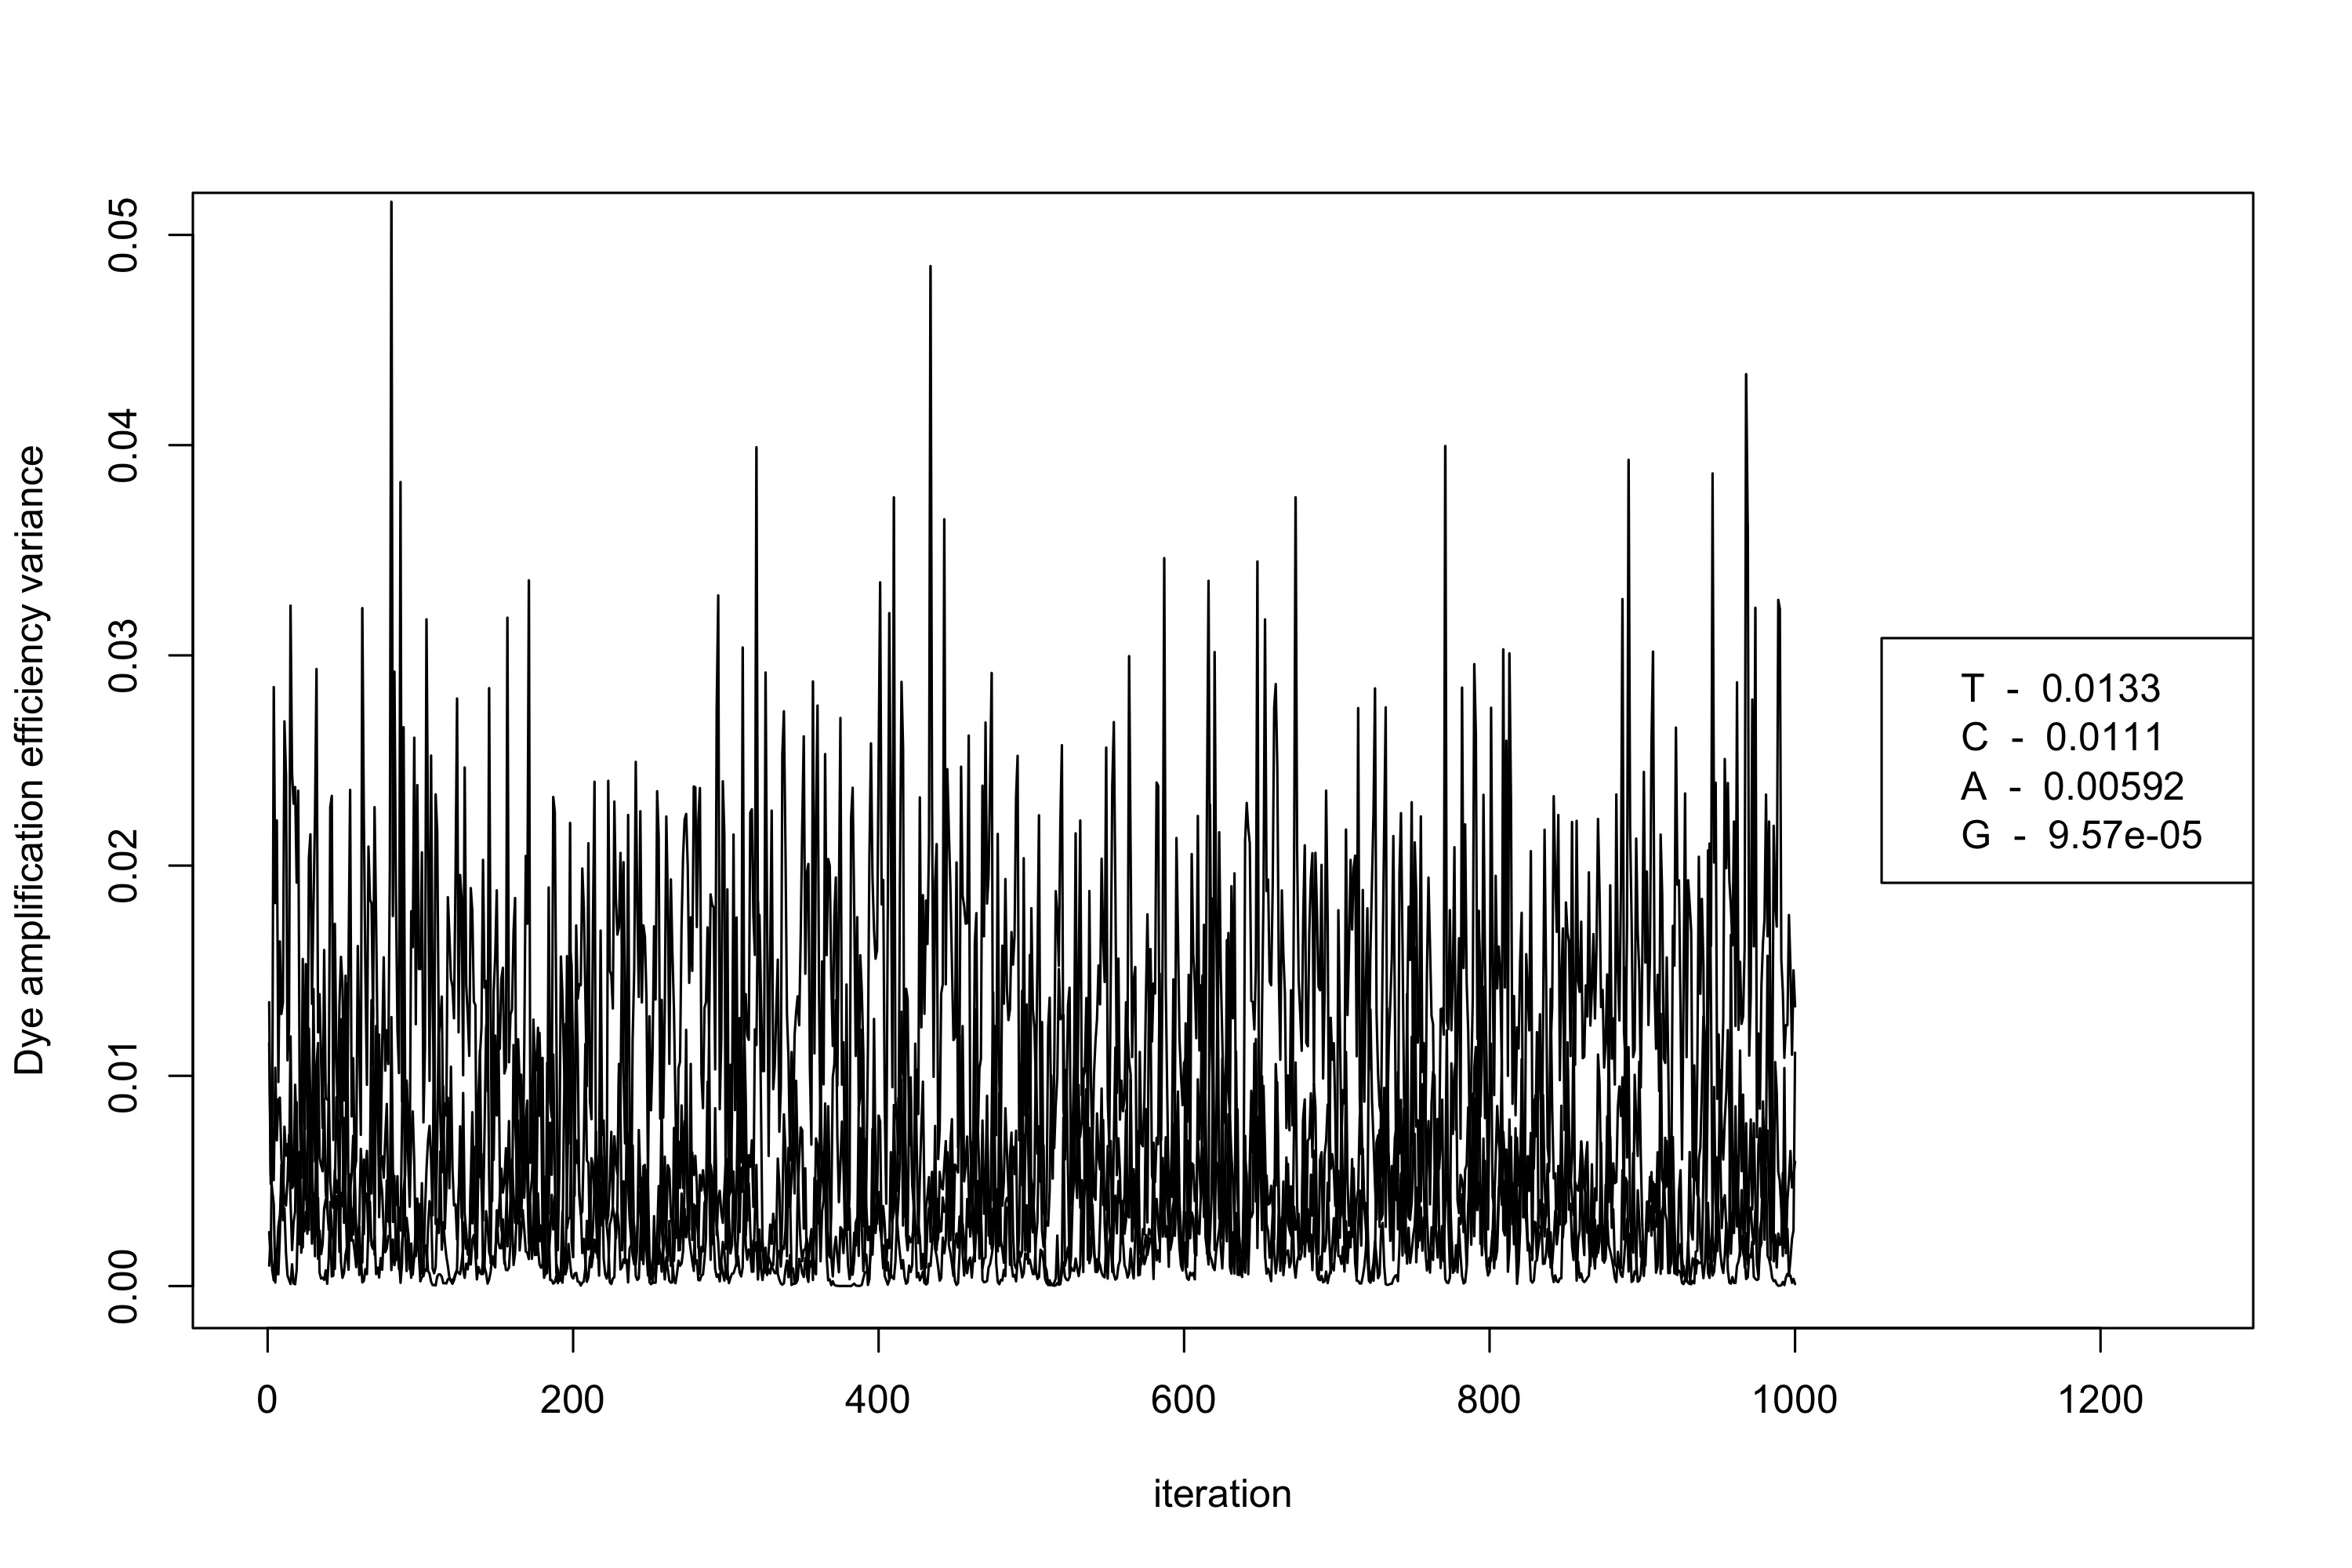 Dye amplification efficiency variance
0.05
0.04
0.03
0.02
0.01
0.00
T - 0.0133
C - 0.0111
A - 0.00592
G - 9.57e-05
0 200 400 600 800 1000 1200
iteration